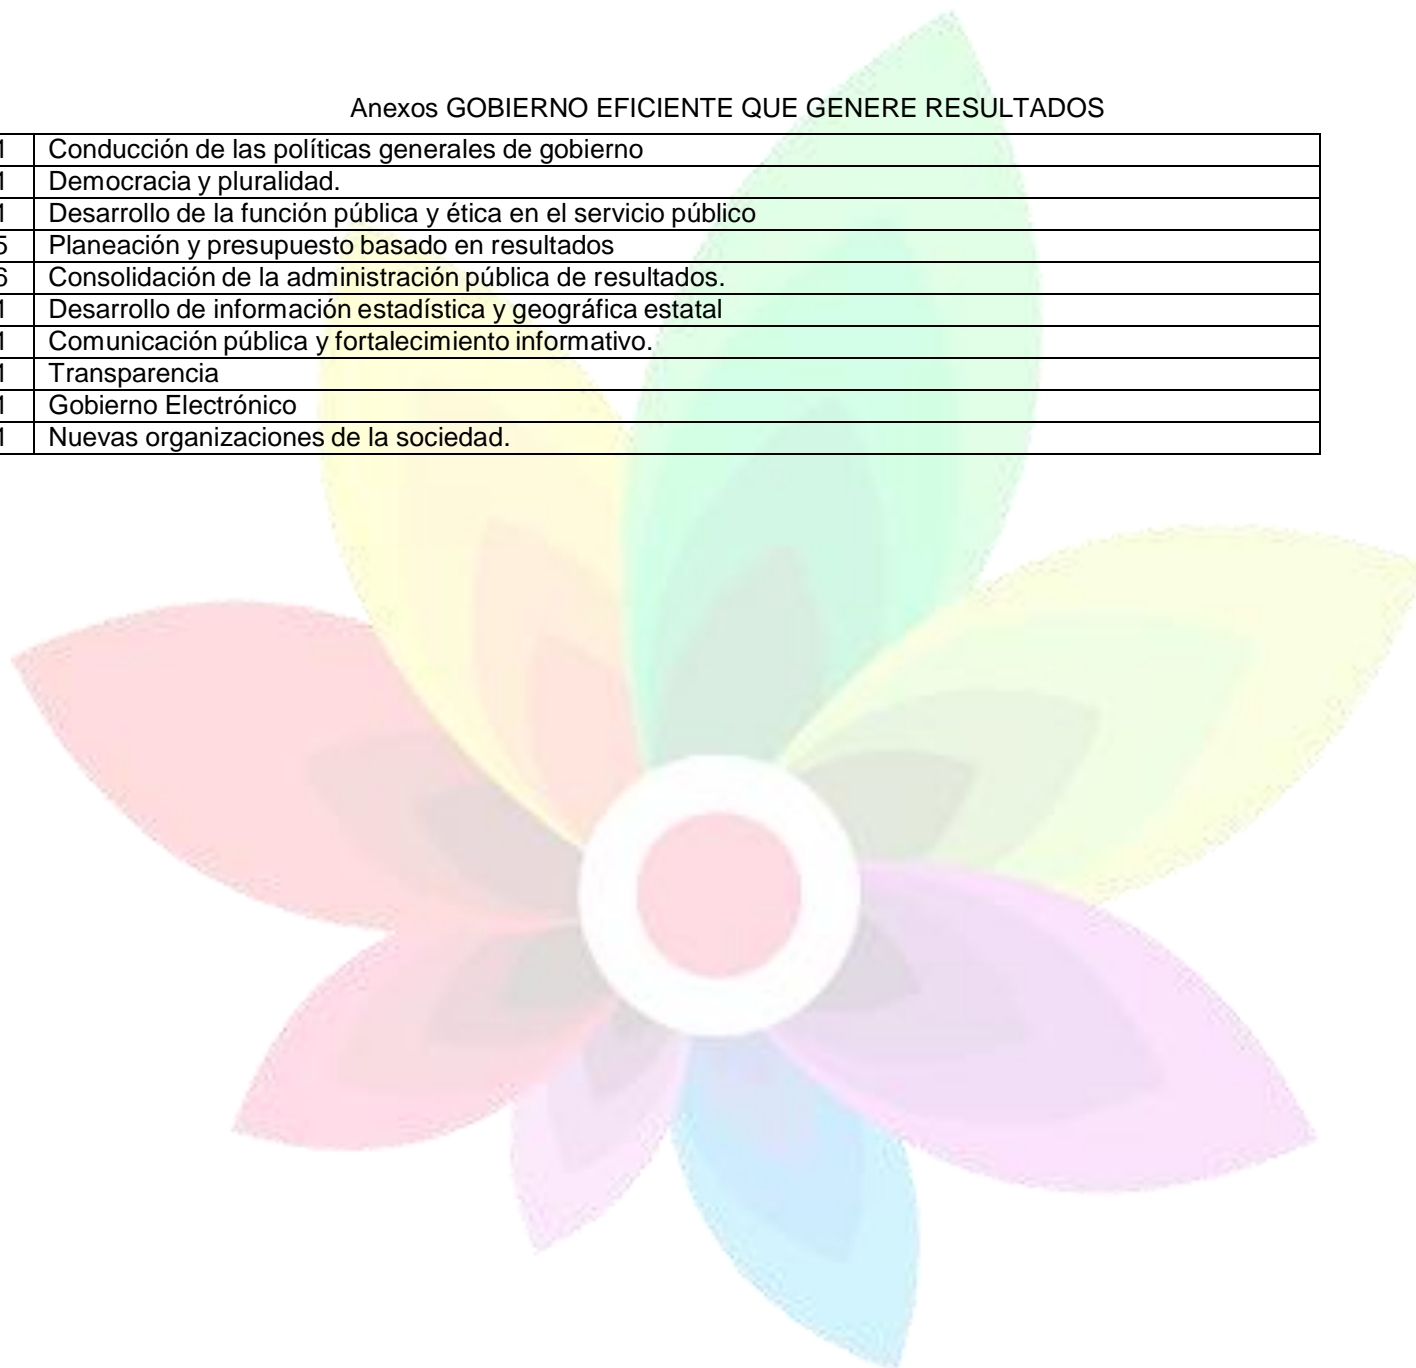 Anexos GOBIERNO EFICIENTE QUE GENERE RESULTADOS
1 Conducción de las políticas generales de gobierno
1 Democracia y pluralidad.
1 Desarrollo de la función pública y ética en el servicio público
5 Planeación y presupuesto basado en resultados
6 Consolidación de la administración pública de resultados.
1 Desarrollo de información estadística y geográfica estatal
1 Comunicación pública y fortalecimiento informativo.
1 Transparencia
1 Gobierno Electrónico
1 Nuevas organizaciones de la sociedad.